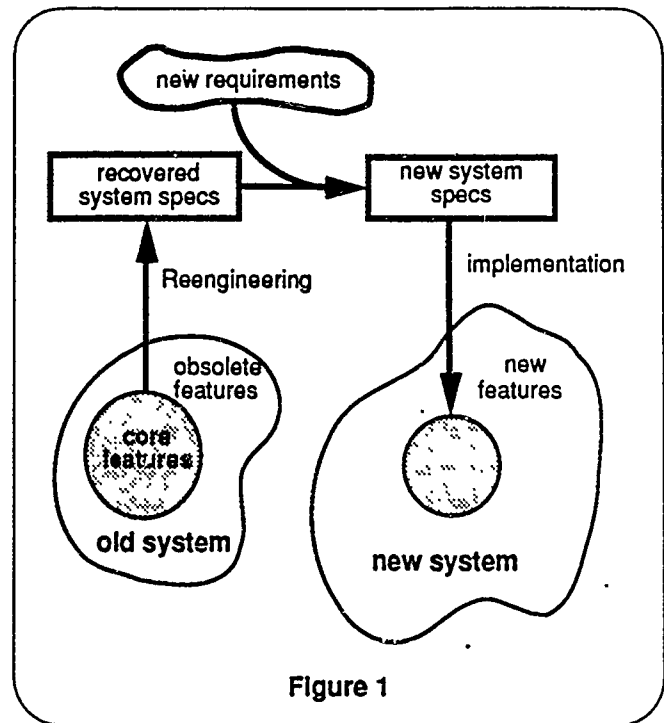 new requirements
recovered
system specs
new system
specs
Reengineering
implementation
obsolete
features
new
features
core
features
old system
new system
Figure 1